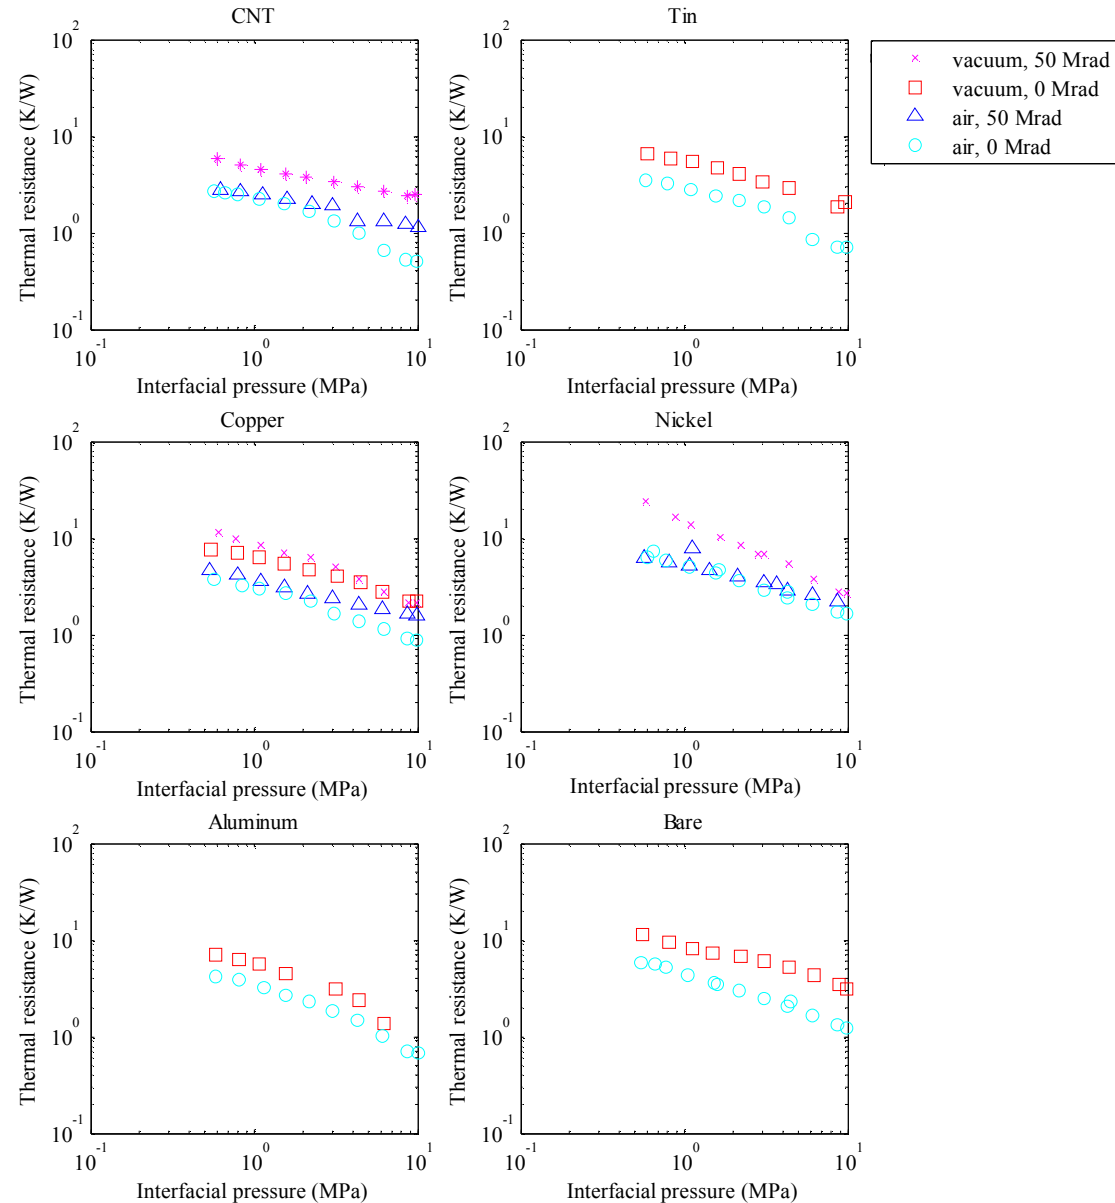 CNT
Thermal resistance (K/W)
10^2
10^1
10^0
10^-1
10^-1 10^0 10^1
Interfacial pressure (MPa)
Tin
Thermal resistance (K/W)
10^2
10^1
10^0
10^-1
10^-1 10^0 10^1
Interfacial pressure (MPa)
vacuum, 50 Mrad
vacuum, 0 Mrad
air, 50 Mrad
air, 0 Mrad
Copper
Thermal resistance (K/W)
10^2
10^1
10^0
10^-1
10^-1 10^0 10^1
Interfacial pressure (MPa)
Nickel
Thermal resistance (K/W)
10^2
10^1
10^0
10^-1
10^-1 10^0 10^1
Interfacial pressure (MPa)
Aluminum
Thermal resistance (K/W)
10^2
10^1
10^0
10^-1
10^-1 10^0 10^1
Interfacial pressure (MPa)
Bare
Thermal resistance (K/W)
10^2
10^1
10^0
10^-1
10^-1 10^0 10^1
Interfacial pressure (MPa)